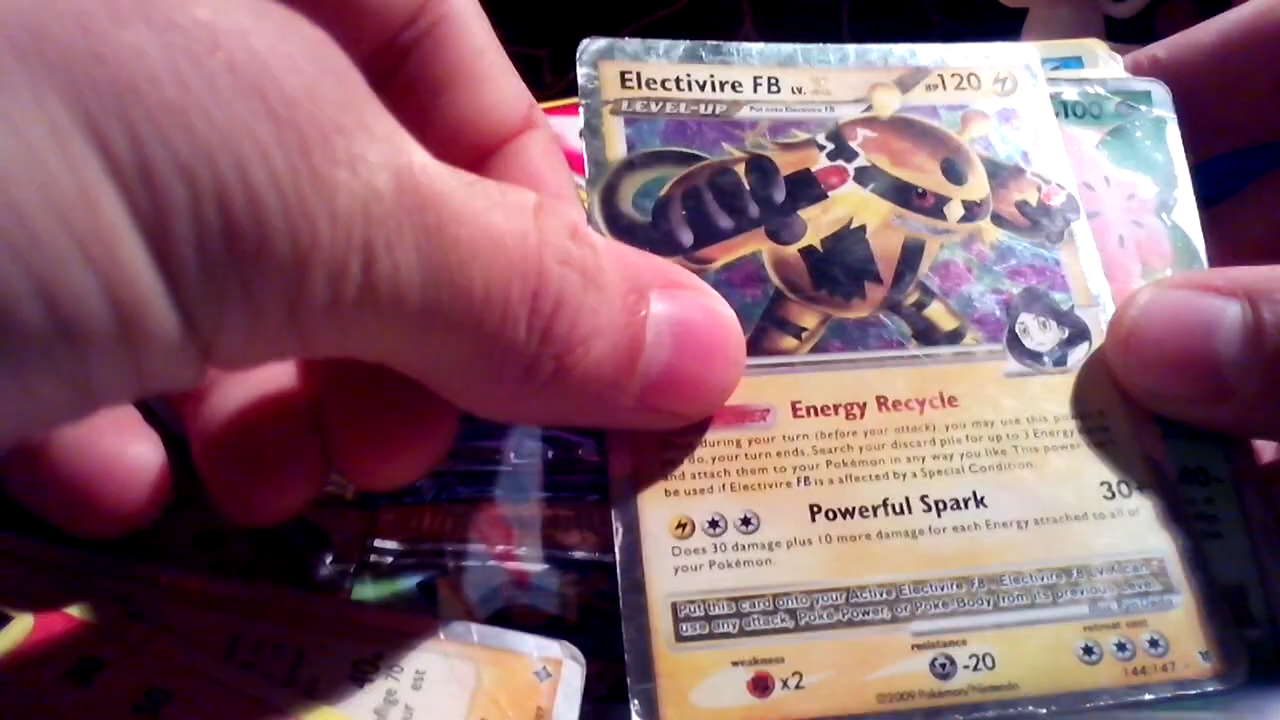 Electivire FB LV. HP120
100
LEVEL-UP Put onto Electivire FB
Energy Recycle
during your turn (before your attack), you may use this
do, your turn ends. Search your discard pile for up to 3 Energy
and attach them to your Pokémon in any way you like. This power
be used if Electivire FB is a affected by a Special Condition.
Powerful Spark 30+
Does 30 damage plus 10 more damage for each Energy attached to all of
your Pokémon.
Put this card onto your Active Electivire FB. Electivire FB LV.X can
use any attack, Poké-Power, or Poké-Body from its previous Level.
weakness resistance retreat cost
x2 -20
144/147
©2009 Pokémon/Nintendo